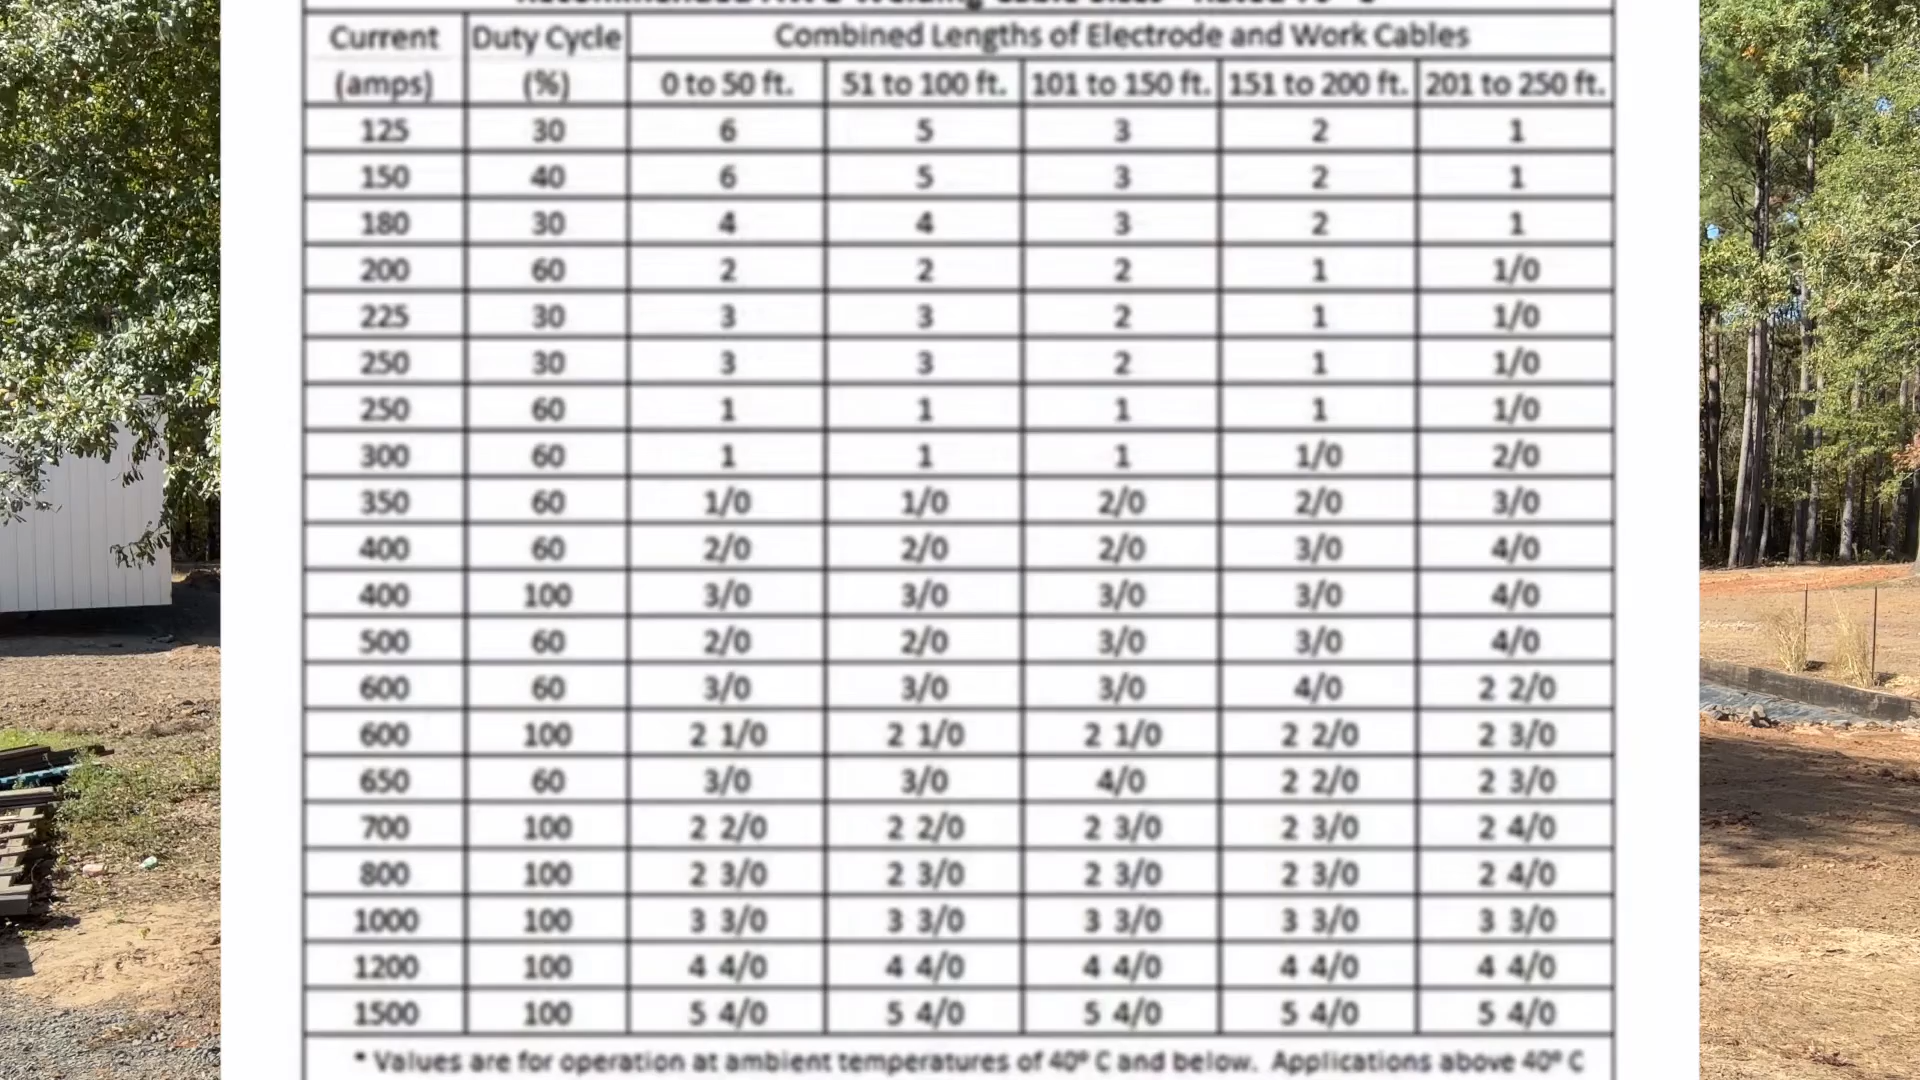 Current (amps) Duty Cycle (%) Combined Lengths of Electrode and Work Cables
0 to 50 ft. 51 to 100 ft. 101 to 150 ft. 151 to 200 ft. 201 to 250 ft.
125 30 6 5 3 2 1
150 40 6 5 3 2 1
180 30 4 4 3 2 1
200 60 2 2 2 1 1/0
225 30 3 3 2 1 1/0
250 30 3 3 2 1 1/0
250 60 1 1 1 1 1/0
300 60 1 1 1 1/0 2/0
350 60 1/0 1/0 2/0 2/0 3/0
400 60 2/0 2/0 2/0 3/0 4/0
400 100 3/0 3/0 3/0 3/0 4/0
500 60 2/0 2/0 3/0 3/0 4/0
600 60 3/0 3/0 3/0 4/0 2 2/0
600 100 2 1/0 2 1/0 2 1/0 2 2/0 2 3/0
650 60 3/0 3/0 4/0 2 2/0 2 3/0
700 100 2 2/0 2 2/0 2 3/0 2 3/0 2 4/0
800 100 2 3/0 2 3/0 2 3/0 2 3/0 2 4/0
1000 100 3 3/0 3 3/0 3 3/0 3 3/0 3 3/0
1200 100 4 4/0 4 4/0 4 4/0 4 4/0 4 4/0
1500 100 5 4/0 5 4/0 5 4/0 5 4/0 5 4/0
* Values are for operation at ambient temperatures of 40º C and below. Applications above 40º C